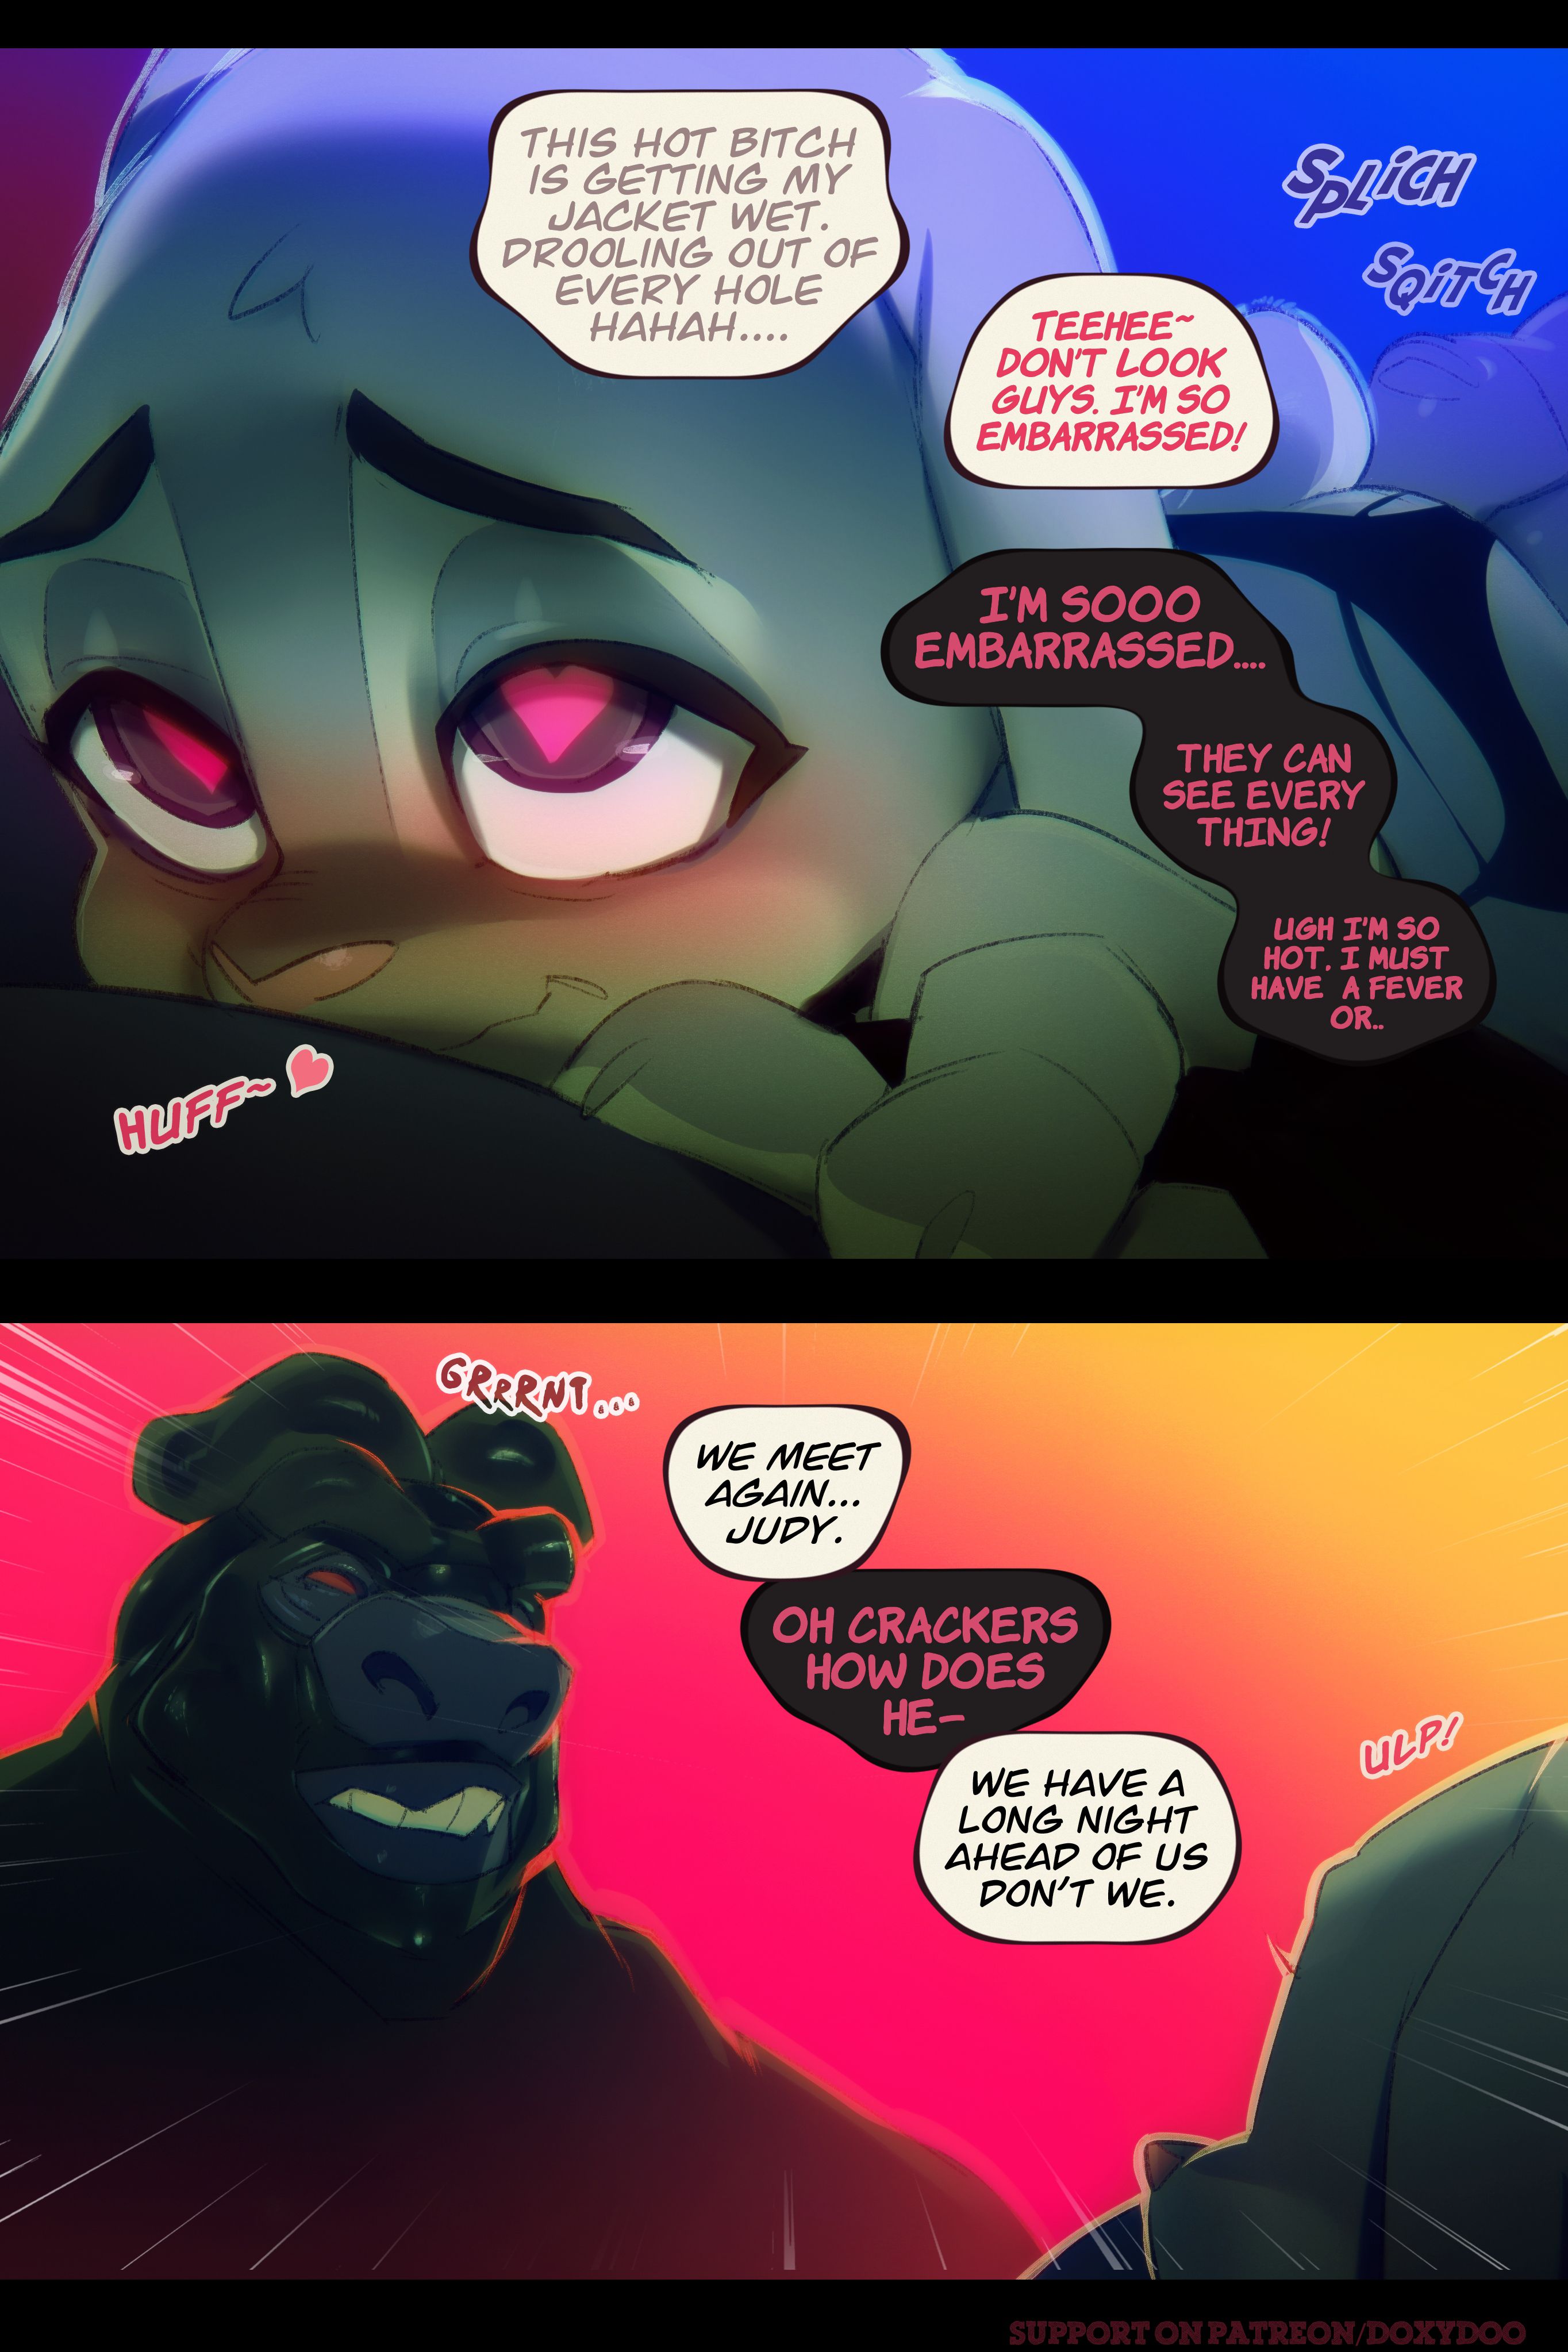 THIS HOT BITCH
IS GETTING MY
JACKET WET.
DROOLING OUT OF
EVERY HOLE
HAHAH....
SPLICH
SQITCH
TEEHEE~
DON'T LOOK
GUYS. I'M SO
EMBARRASSED!
I'M SOOO
EMBARRASSED....
THEY CAN
SEE EVERY
THING!
UGH I'M SO
HOT, I MUST
HAVE A FEVER
OR..
HUFF~
GRRRNT...
WE MEET
AGAIN...
JUDY.
OH CRACKERS
HOW DOES
HE-
WE HAVE A
LONG NIGHT
AHEAD OF US
DON'T WE.
ULP!
SUPPORT ON PATREON/DOXYDOO